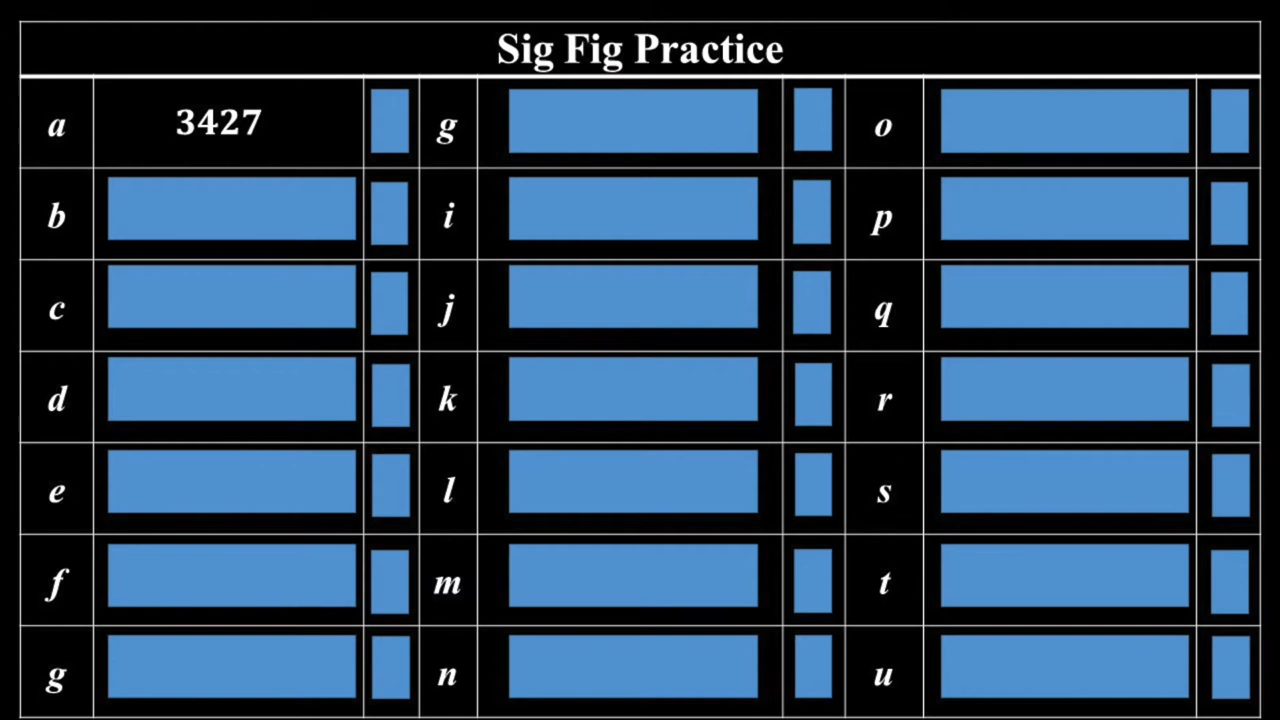 Sig Fig Practice
a 3427 g o
b i p
c j q
d k r
e l s
f m t
g n u